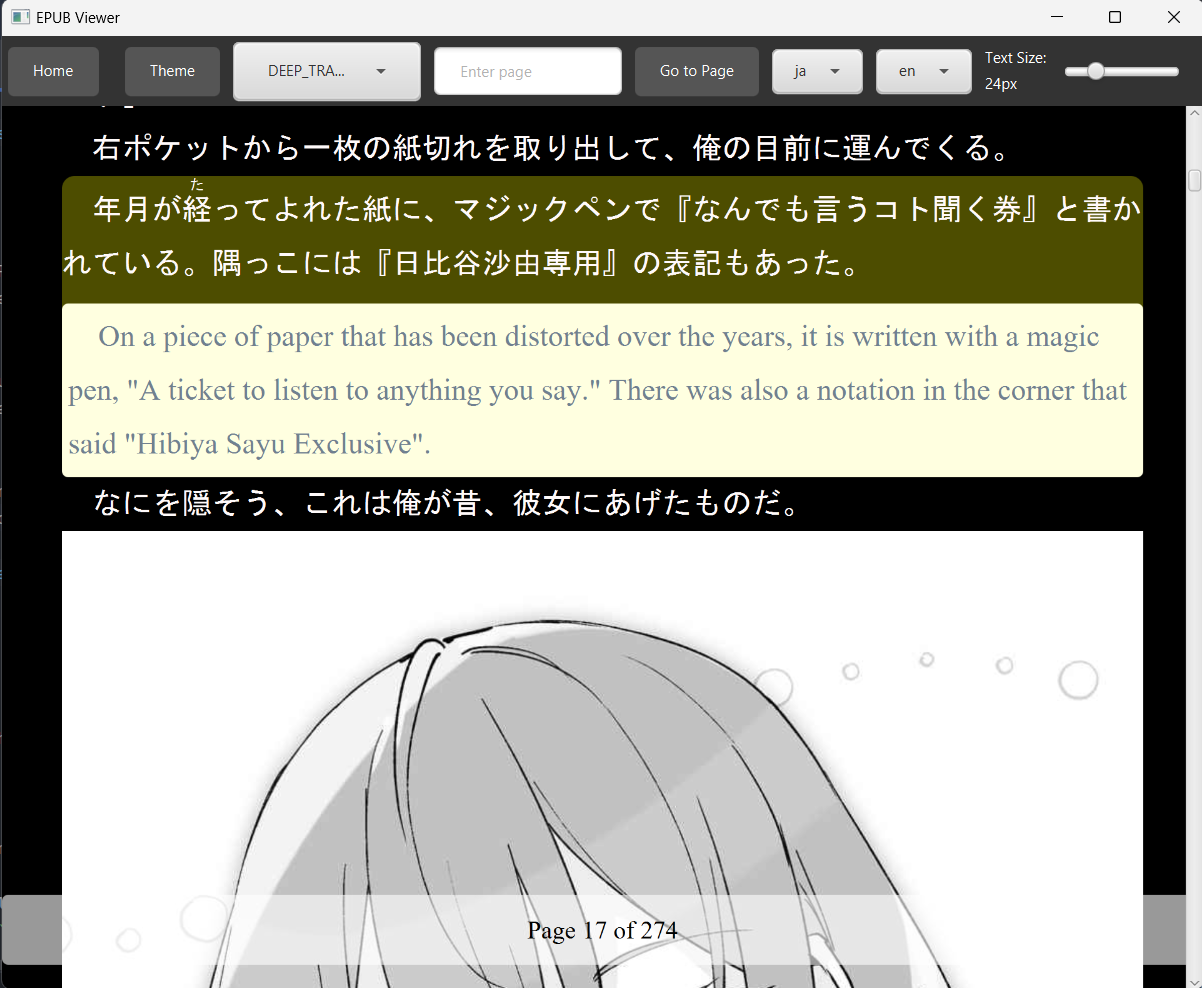 EPUB Viewer
Home
Theme
DEEP_TRA...
Enter page
Go to Page
ja
en
Text Size:
24px
右ポケットから一枚の紙切れを取り出して、俺の目前に運んでくる。
た
年月が経ってよれた紙に、マジックペンで『なんでも言うコト聞く券』と書か
れている。隅っこには『日比谷沙由専用』の表記もあった。
On a piece of paper that has been distorted over the years, it is written with a magic
pen, "A ticket to listen to anything you say." There was also a notation in the corner that
said "Hibiya Sayu Exclusive".
なにを隠そう、これは俺が昔、彼女にあげたものだ。
Page 17 of 274